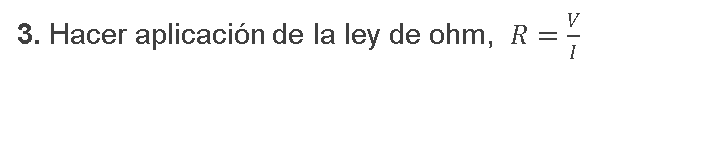 3. Hacer aplicación de la ley de ohm, R = V/I